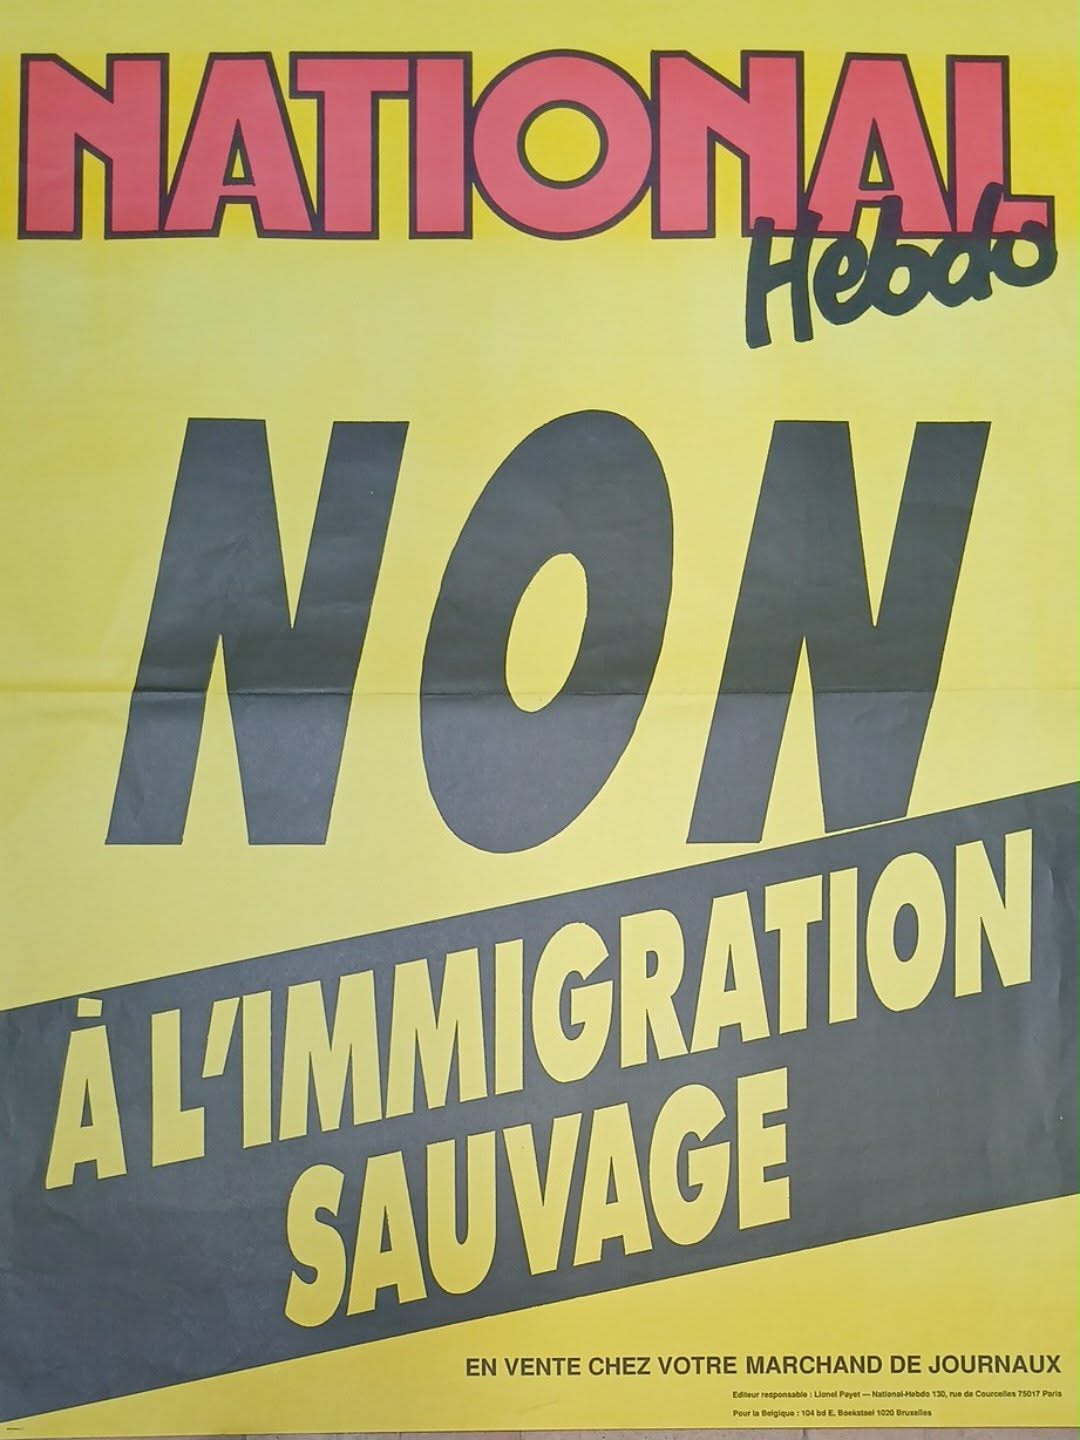 NATIONAL
Hebdo
NON
À L'IMMIGRATION
SAUVAGE
EN VENTE CHEZ VOTRE MARCHAND DE JOURNAUX
Editeur responsable : Lionel Payet — National-Hebdo 130, rue de Courcelles 75017 Paris
Pour la Belgique : 104 bd E. Bockstael 1020 Bruxelles